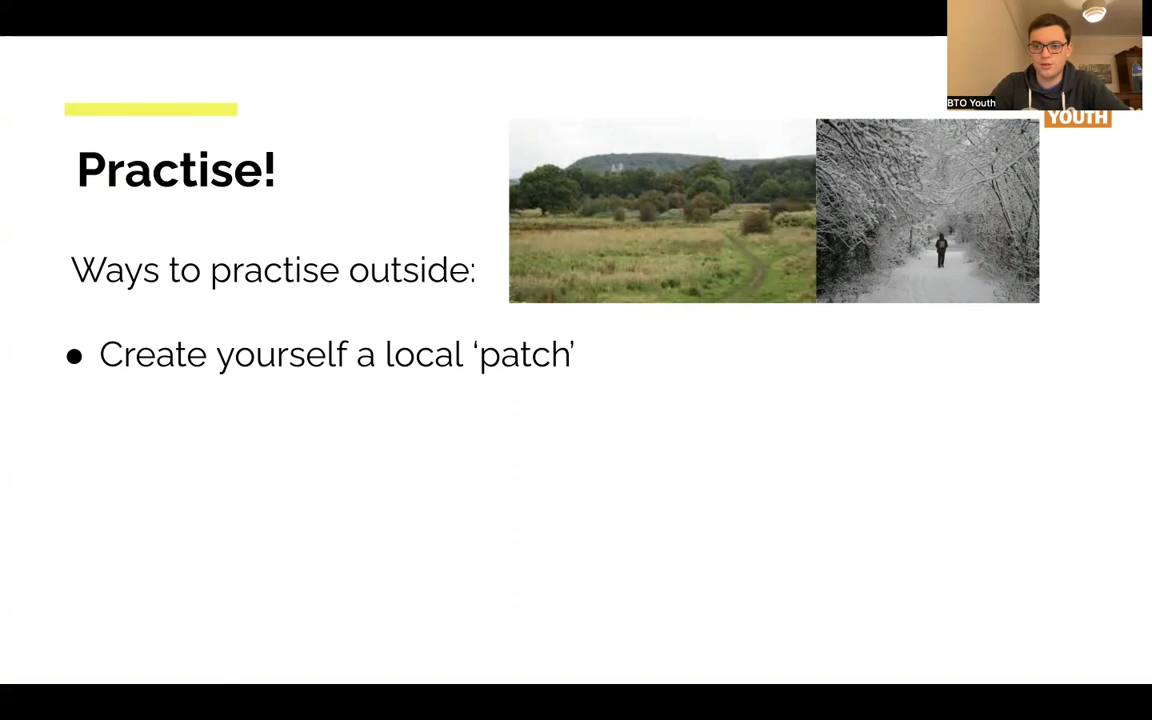 BTO Youth
YOUTH
Practise!
Ways to practise outside:
● Create yourself a local ‘patch’